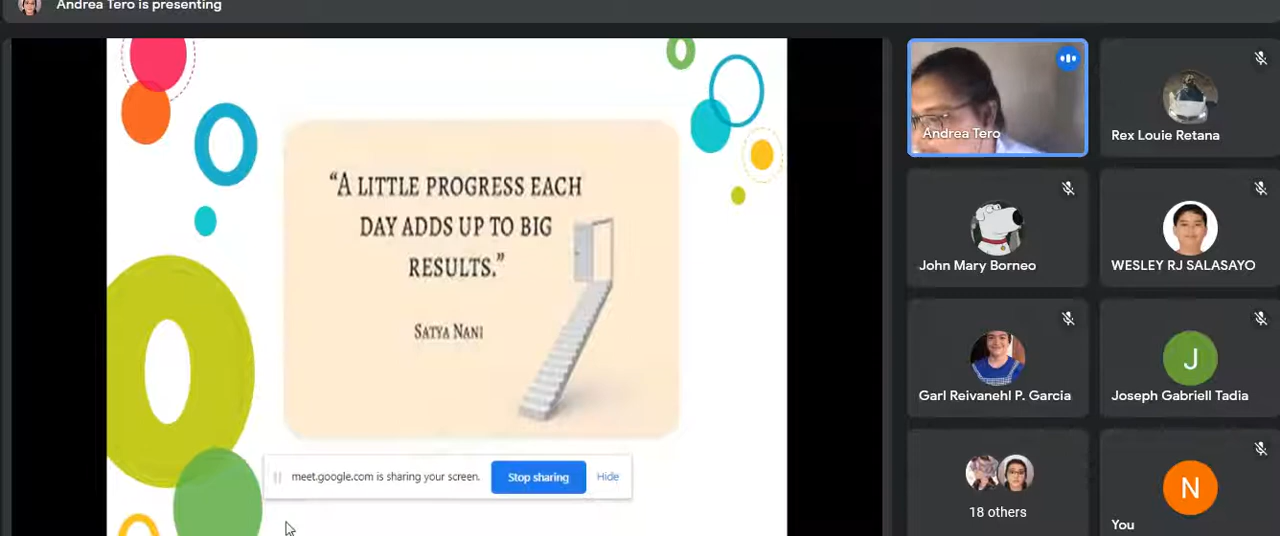 Andrea Tero is presenting
“A LITTLE PROGRESS EACH
DAY ADDS UP TO BIG
RESULTS.”
SATYA NANI
meet.google.com is sharing your screen.
Stop sharing
Hide
Andrea Tero
Rex Louie Retana
John Mary Borneo
WESLEY RJ SALASAYO
Garl Reivanehl P. Garcia
J
Joseph Gabriell Tadia
18 others
N
You